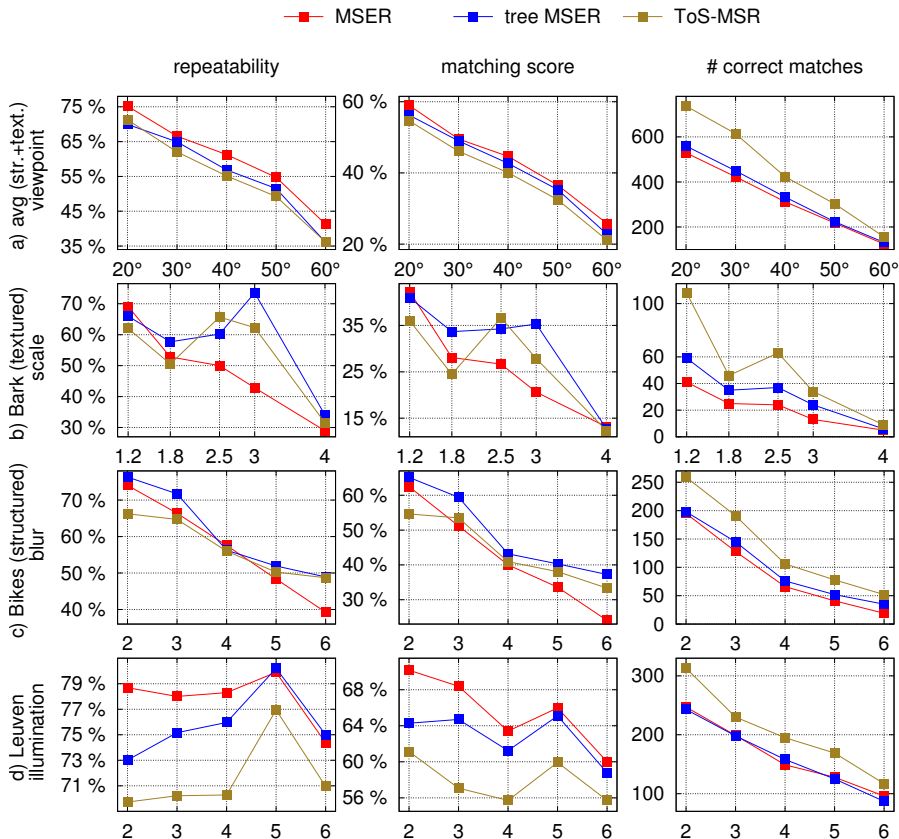 MSER tree MSER ToS-MSR
repeatability matching score # correct matches
a) avg (str.+text.)
viewpoint
75 %
65 %
55 %
45 %
35 %
20° 30° 40° 50° 60°
60 %
40 %
20 %
20° 30° 40° 50° 60°
600
400
200
20° 30° 40° 50° 60°
b) Bark (textured)
scale
70 %
60 %
50 %
40 %
30 %
1.2 1.8 2.5 3 4
35 %
25 %
15 %
1.2 1.8 2.5 3 4
100
60
40
20
0
1.2 1.8 2.5 3 4
c) Bikes (structured)
blur
70 %
60 %
50 %
40 %
2 3 4 5 6
60 %
50 %
40 %
30 %
2 3 4 5 6
250
200
150
100
50
0
2 3 4 5 6
d) Leuven
illumination
79 %
77 %
75 %
73 %
71 %
2 3 4 5 6
68 %
64 %
60 %
56 %
2 3 4 5 6
300
200
100
2 3 4 5 6